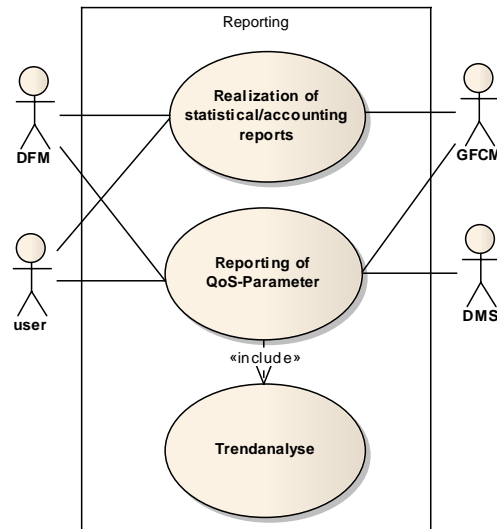 Reporting
Realization of
statistical/accounting
reports
DFM
GFCM
Reporting of
QoS-Parameter
user
DMS
«include»
Trendanalyse